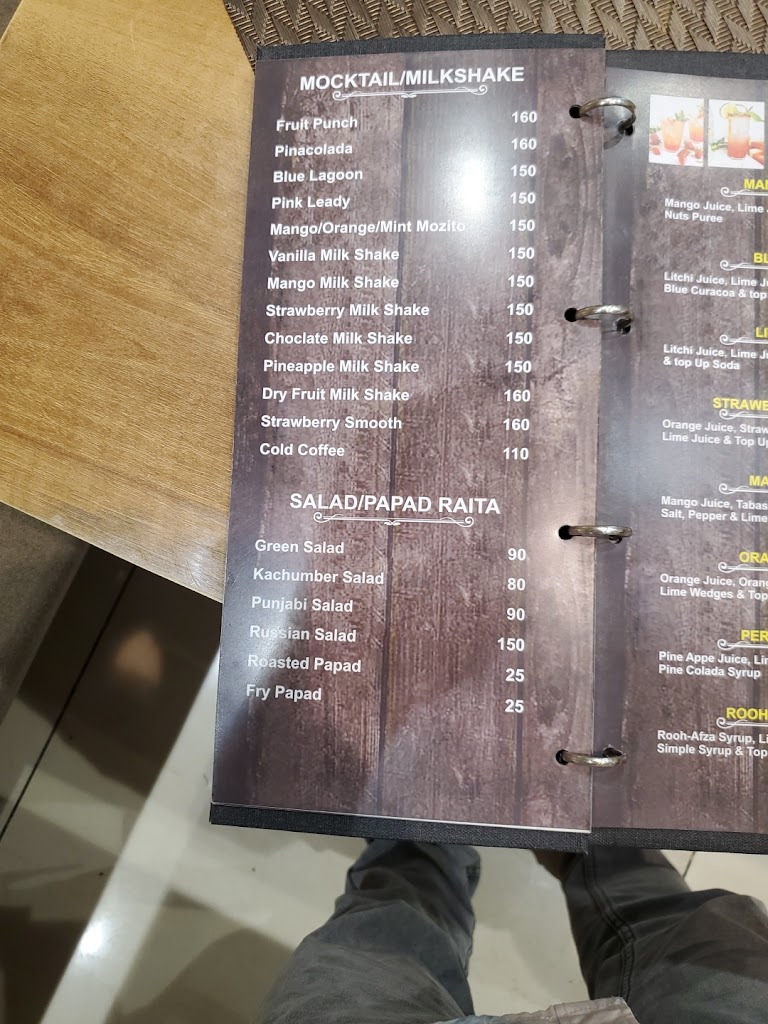 MOCKTAIL/MILKSHAKE
Fruit Punch 160
Pinacolada 160
Blue Lagoon 150
Pink Leady 150
Mango/Orange/Mint Mozito 150
Vanilla Milk Shake 150
Mango Milk Shake 150
Strawberry Milk Shake 150
Choclate Milk Shake 150
Pineapple Milk Shake 150
Dry Fruit Milk Shake 160
Strawberry Smooth 160
Cold Coffee 110
SALAD/PAPAD RAITA
Green Salad 90
Kachumber Salad 80
Punjabi Salad 90
Russian Salad 150
Roasted Papad 25
Fry Papad 25
Mango Juice, Lime
Nuts Puree
Litchi Juice, Lime
Blue Curacoa & top
Litchi Juice, Lime
& top Up Soda
Orange Juice,
Lime Juice & Top Up
Mango Juice,
Salt, Pepper & Lime
Orange Juice,
Lime Wedges & Top
Pine Appe Juice,
Pine Colada Syrup
ROOH
Rooh-Afza Syrup,
Simple Syrup & Top